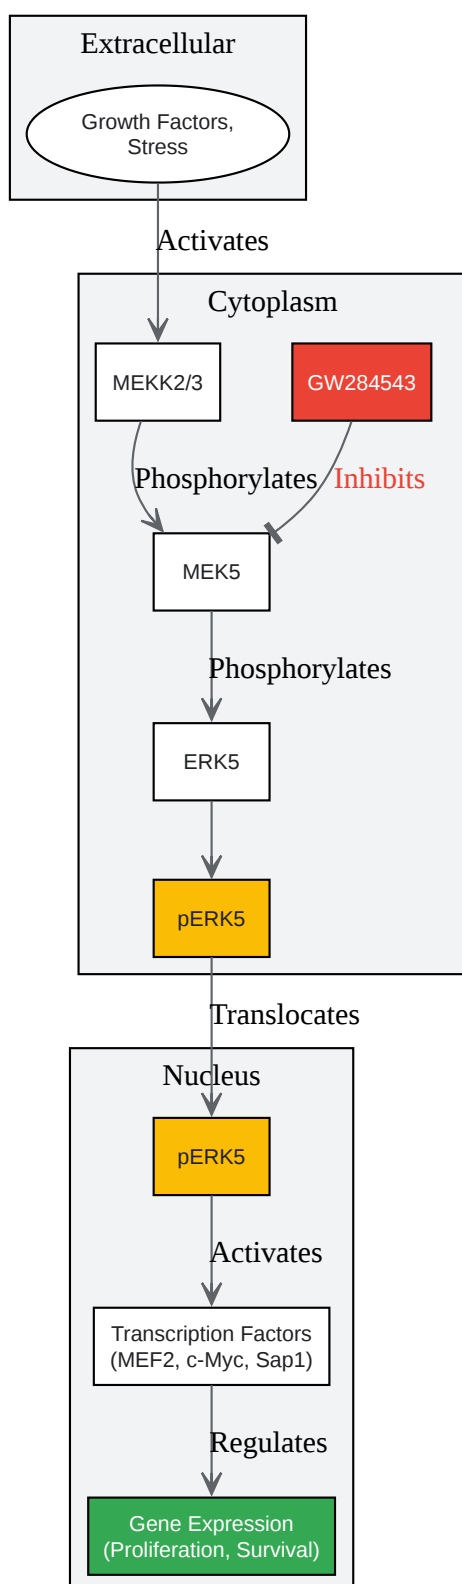 Extracellular
Growth Factors,
Stress
Activates
Cytoplasm
MEKK2/3
GW284543
Phosphorylates
Inhibits
MEK5
Phosphorylates
ERK5
pERK5
Translocates
Nucleus
pERK5
Activates
Transcription Factors
(MEF2, c-Myc, Sap1)
Regulates
Gene Expression
(Proliferation, Survival)